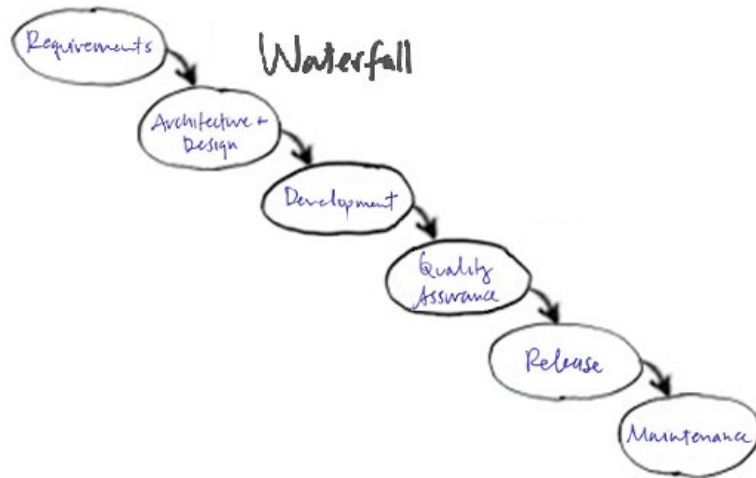 Requirements
Waterfall
Architecture +
Design
Development
Quality
Assurance
Release
Maintenance